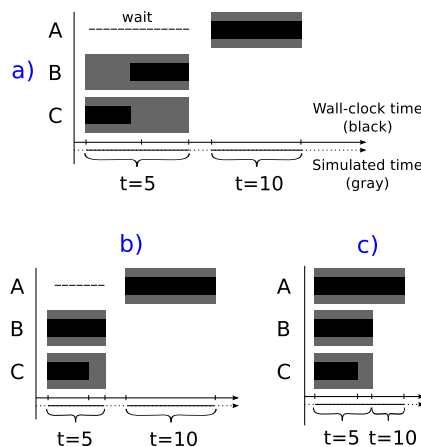 wait
A
a)
B
C
Wall-clock time
(black)
Simulated time
(gray)
t=5
t=10
b)
c)
A
B
C
t=5
t=10
A
B
C
t=5
t=10